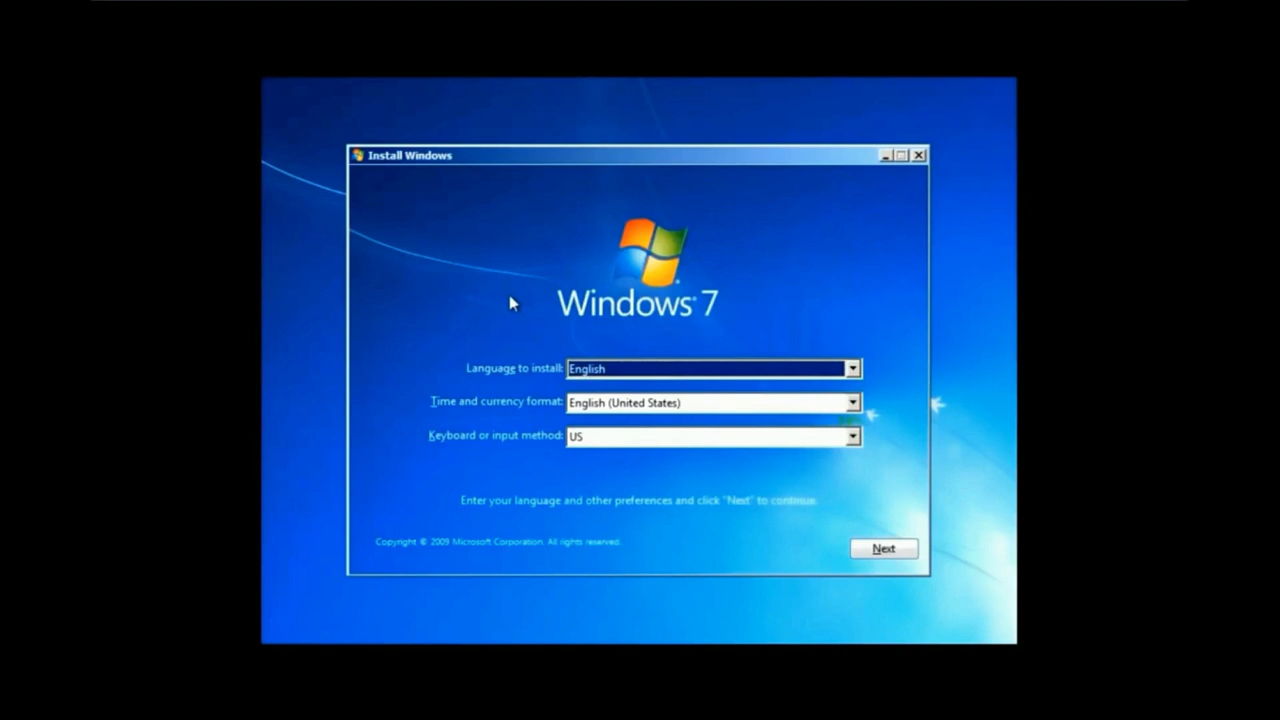 Install Windows
Windows 7
Language to install: English
Time and currency format: English (United States)
Keyboard or input method: US
Enter your language and other preferences and click "Next" to continue.
Copyright © 2009 Microsoft Corporation. All rights reserved.
Next